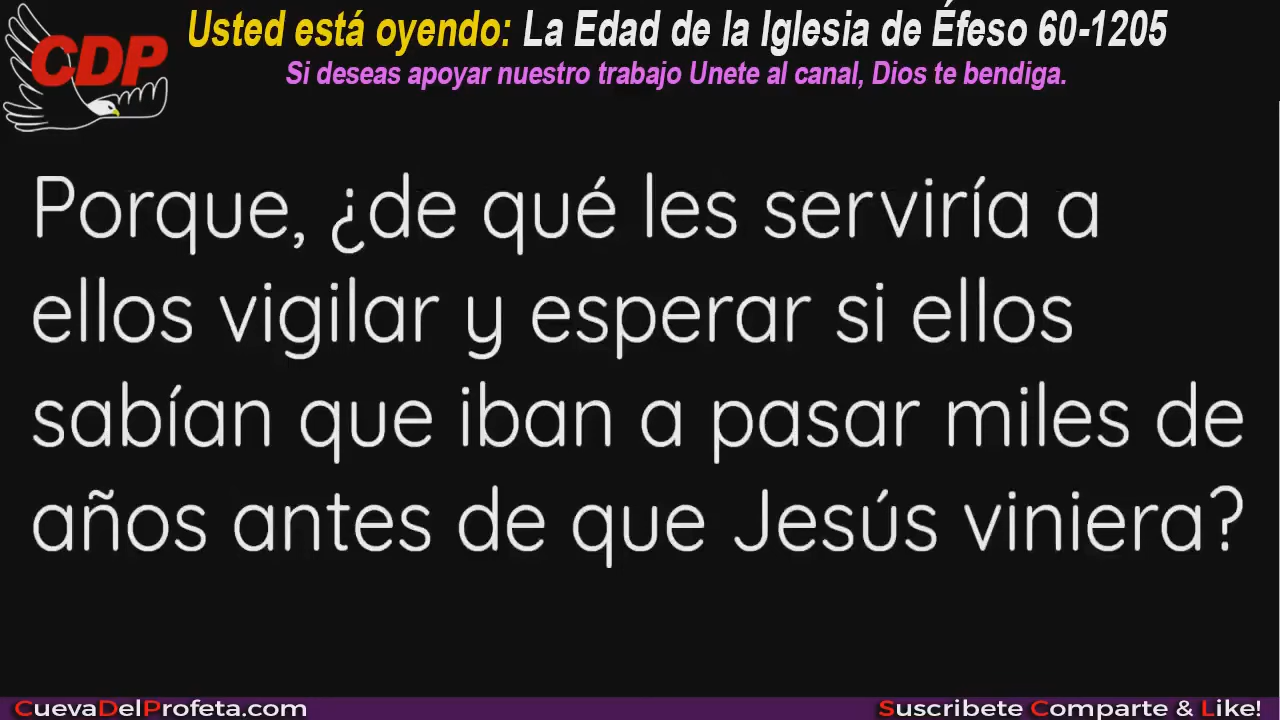 CDP
Usted está oyendo: La Edad de la Iglesia de Éfeso 60-1205
Si deseas apoyar nuestro trabajo Unete al canal, Dios te bendiga.
Porque, ¿de qué les serviría a
ellos vigilar y esperar si ellos
sabían que iban a pasar miles de
años antes de que Jesús viniera?
CuevaDelProfeta.com
Suscribete Comparte & Like!